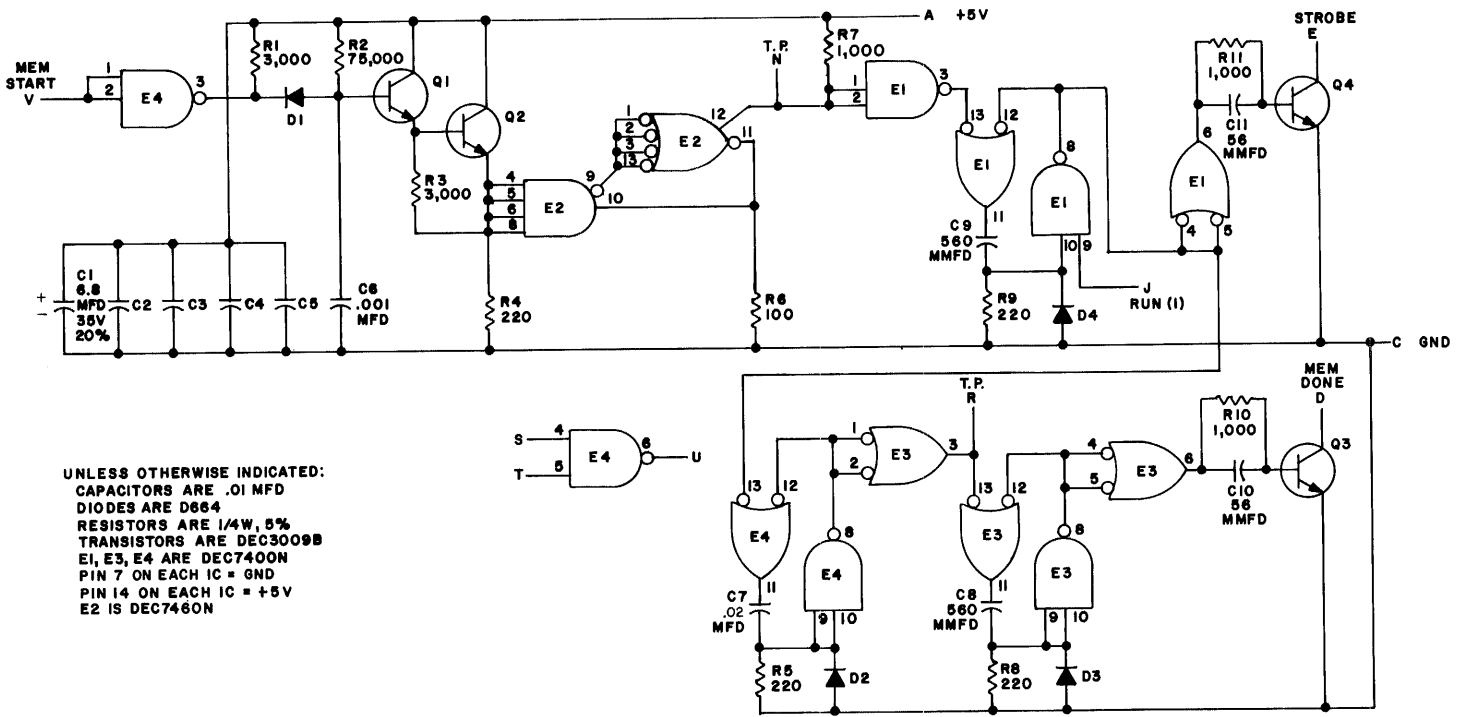 A +5V
STROBE
E
MEM
START
V
1
2
E4
3
R1
3,000
D1
R2
75,000
Q1
Q2
R3
3,000
4
5
6
8
E2
9
10
1
2
3
13
E2
12
11
T.P.
N
R7
1,000
1
2
E1
3
13
12
E1
11
C9
560
MMFD
8
E1
10
9
J
RUN (1)
R9
220
D4
R11
1,000
C11
56
MMFD
Q4
6
E1
4
5
+
-
C1
6.8
MFD
35V
20%
C2
C3
C4
C5
C6
.001
MFD
R4
220
R6
100
C GND
MEM
DONE
D
T.P.
R
S
T
4
5
E4
6
U
13
12
E4
11
C7
.02
MFD
8
E4
9
10
R5
220
D2
1
2
E3
3
13
12
E3
11
C8
560
MMFD
8
E3
9
10
R8
220
D3
4
5
E3
6
R10
1,000
C10
56
MMFD
Q3
UNLESS OTHERWISE INDICATED:
CAPACITORS ARE .01 MFD
DIODES ARE D664
RESISTORS ARE 1/4W, 5%
TRANSISTORS ARE DEC3009B
E1, E3, E4 ARE DEC7400N
PIN 7 ON EACH IC = GND
PIN 14 ON EACH IC = +5V
E2 IS DEC7460N